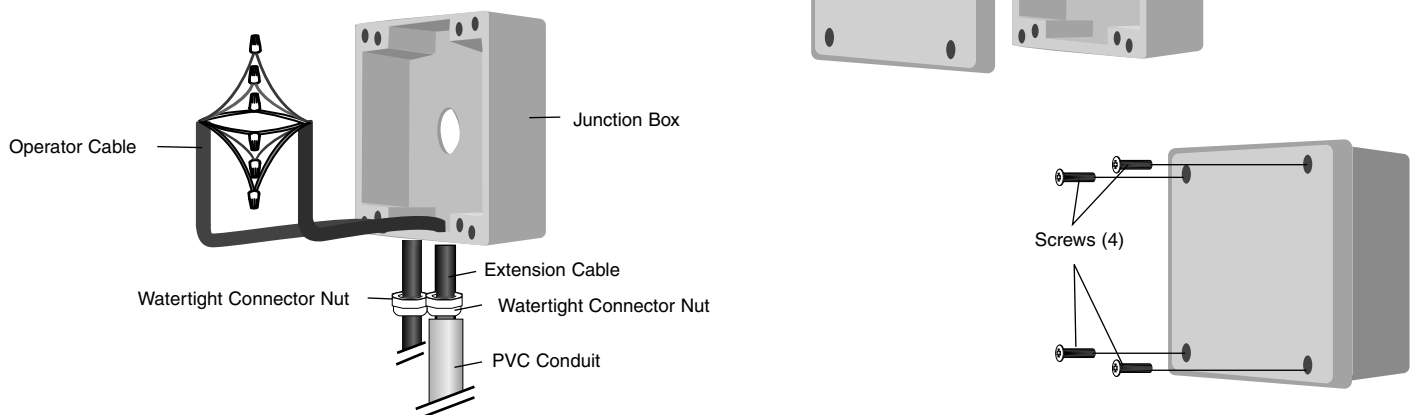 Junction Box
Operator Cable
Extension Cable
Watertight Connector Nut
Watertight Connector Nut
PVC Conduit
Screws (4)